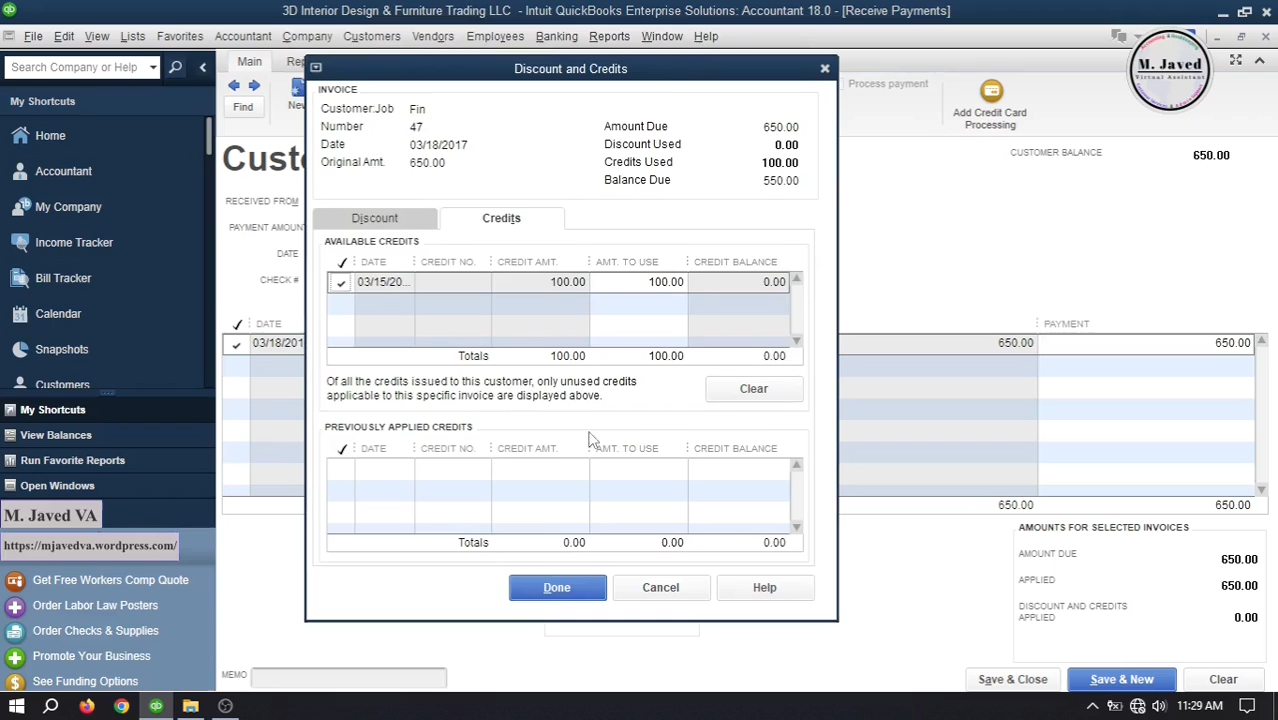 3D Interior Design & Furniture Trading LLC - Intuit QuickBooks Enterprise Solutions: Accountant 18.0 - [Receive Payments]
File Edit View Lists Favorites Accountant Company Customers Vendors Employees Banking Reports Window Help
Search Company or Help
My Shortcuts
Home
Accountant
My Company
Income Tracker
Bill Tracker
Calendar
Snapshots
Customers
My Shortcuts
View Balances
Run Favorite Reports
Open Windows
M. Javed VA
https://mjavedva.wordpress.com/
Get Free Workers Comp Quote
Order Labor Law Posters
Order Checks & Supplies
Promote Your Business
See Funding Options
Main Rep
Find
New
Process payment
Add Credit Card
Processing
M. Javed
Virtual Assistant
Custo
CUSTOMER BALANCE 650.00
RECEIVED FROM
PAYMENT AMOUNT
DATE
CHECK #
DATE PAYMENT
03/18/201 650.00 650.00
650.00 650.00
AMOUNTS FOR SELECTED INVOICES
AMOUNT DUE 650.00
APPLIED 650.00
DISCOUNT AND CREDITS
APPLIED 0.00
MEMO
Save & Close Save & New Clear
Discount and Credits
INVOICE
Customer:Job Fin
Number 47
Date 03/18/2017
Original Amt. 650.00
Amount Due 650.00
Discount Used 0.00
Credits Used 100.00
Balance Due 550.00
Discount Credits
AVAILABLE CREDITS
DATE CREDIT NO. CREDIT AMT. AMT. TO USE CREDIT BALANCE
03/15/20... 100.00 100.00 0.00
Totals 100.00 100.00 0.00
Of all the credits issued to this customer, only unused credits
applicable to this specific invoice are displayed above.
Clear
PREVIOUSLY APPLIED CREDITS
DATE CREDIT NO. CREDIT AMT. AMT. TO USE CREDIT BALANCE
Totals 0.00 0.00 0.00
Done Cancel Help
11:29 AM